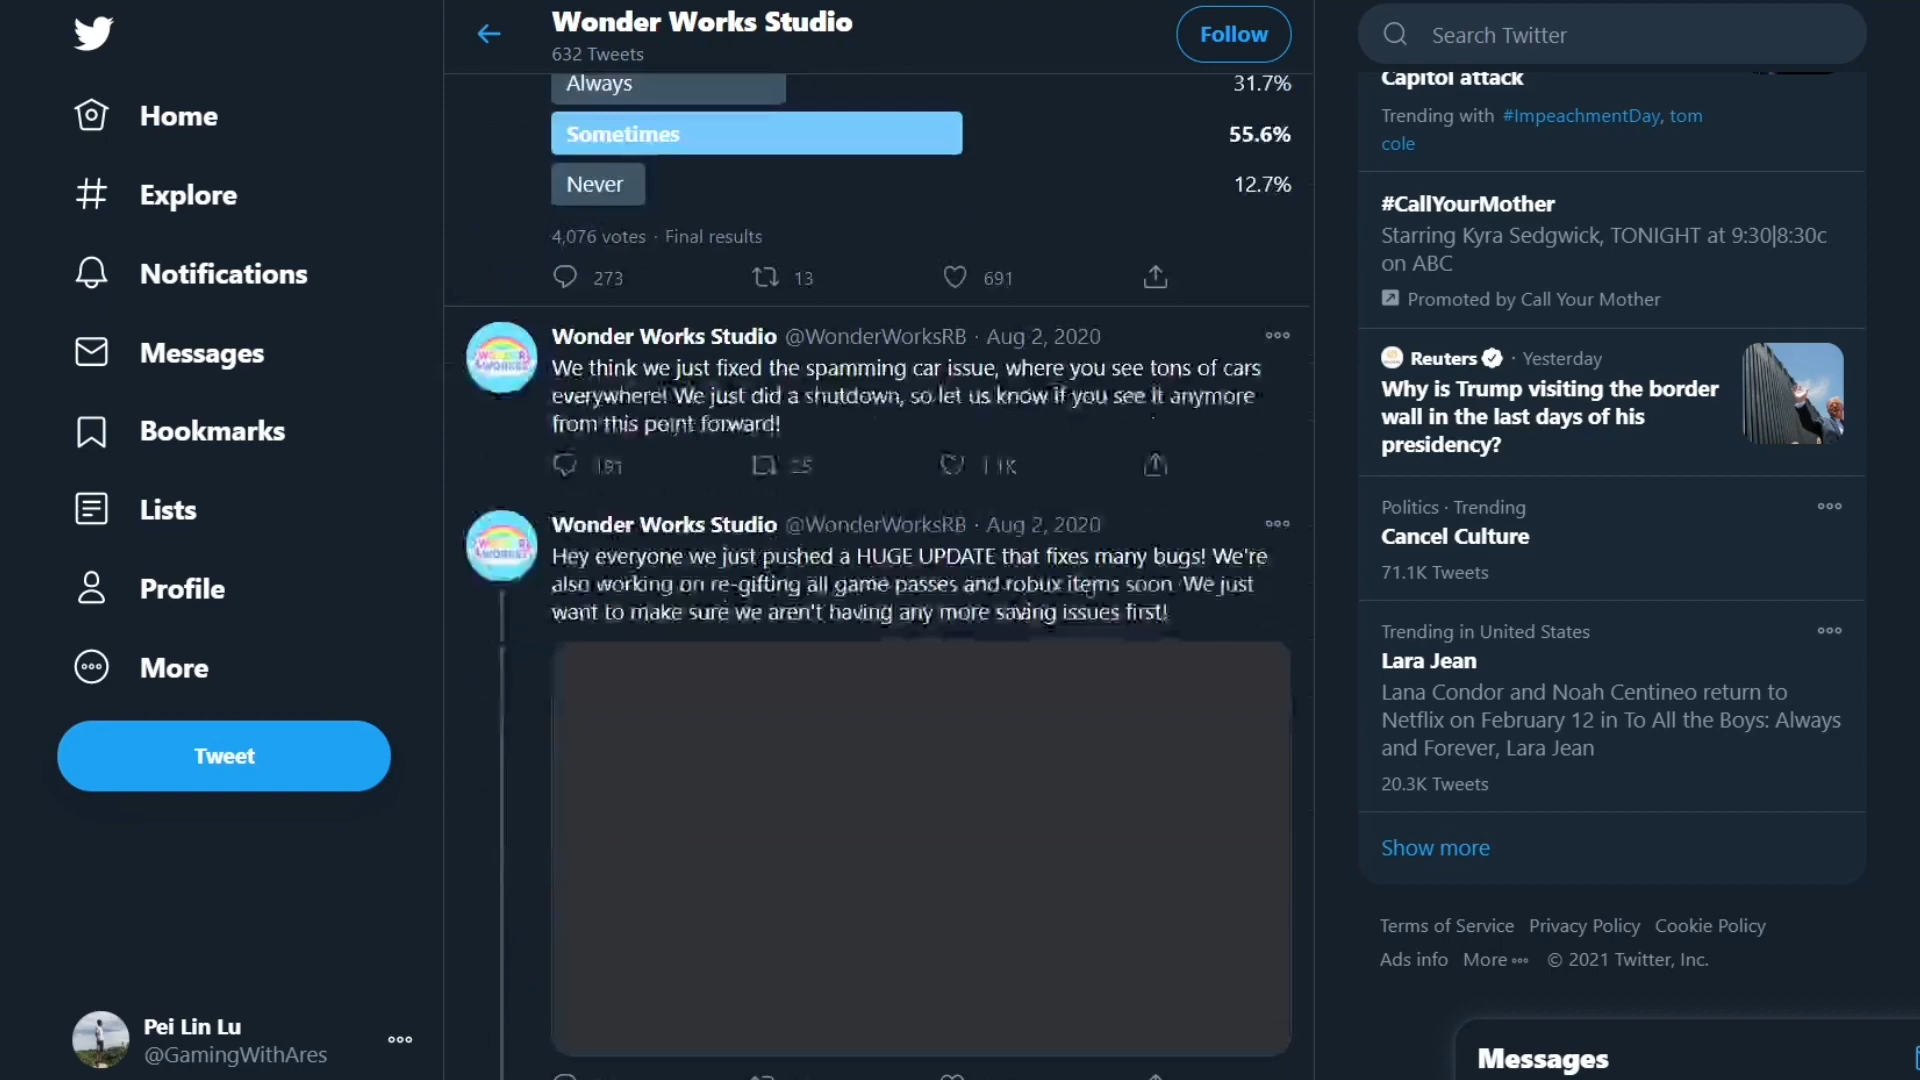 Home
Explore
Notifications
Messages
Bookmarks
Lists
Profile
More
Tweet
Pei Lin Lu
@GamingWithAres
Wonder Works Studio
632 Tweets
Follow
Always 31.7%
Sometimes 55.6%
Never 12.7%
4,076 votes · Final results
273 13 691
Wonder Works Studio @WonderWorksRB · Aug 2, 2020
We think we just fixed the spamming car issue, where you see tons of cars
everywhere! We just did a shutdown, so let us know if you see it anymore
from this point forward!
191 1.1K
Wonder Works Studio @WonderWorksRB · Aug 2, 2020
Hey everyone we just pushed a HUGE UPDATE that fixes many bugs! We're
also working on re-gifting all game passes and robux items soon. We just
want to make sure we aren't having any more saving issues first!
Search Twitter
Capitol attack
Trending with #ImpeachmentDay, tom
cole
#CallYourMother
Starring Kyra Sedgwick, TONIGHT at 9:30|8:30c
on ABC
Promoted by Call Your Mother
Reuters · Yesterday
Why is Trump visiting the border
wall in the last days of his
presidency?
Politics · Trending
Cancel Culture
71.1K Tweets
Trending in United States
Lara Jean
Lana Condor and Noah Centineo return to
Netflix on February 12 in To All the Boys: Always
and Forever, Lara Jean
20.3K Tweets
Show more
Terms of Service Privacy Policy Cookie Policy
Ads info More © 2021 Twitter, Inc.
Messages